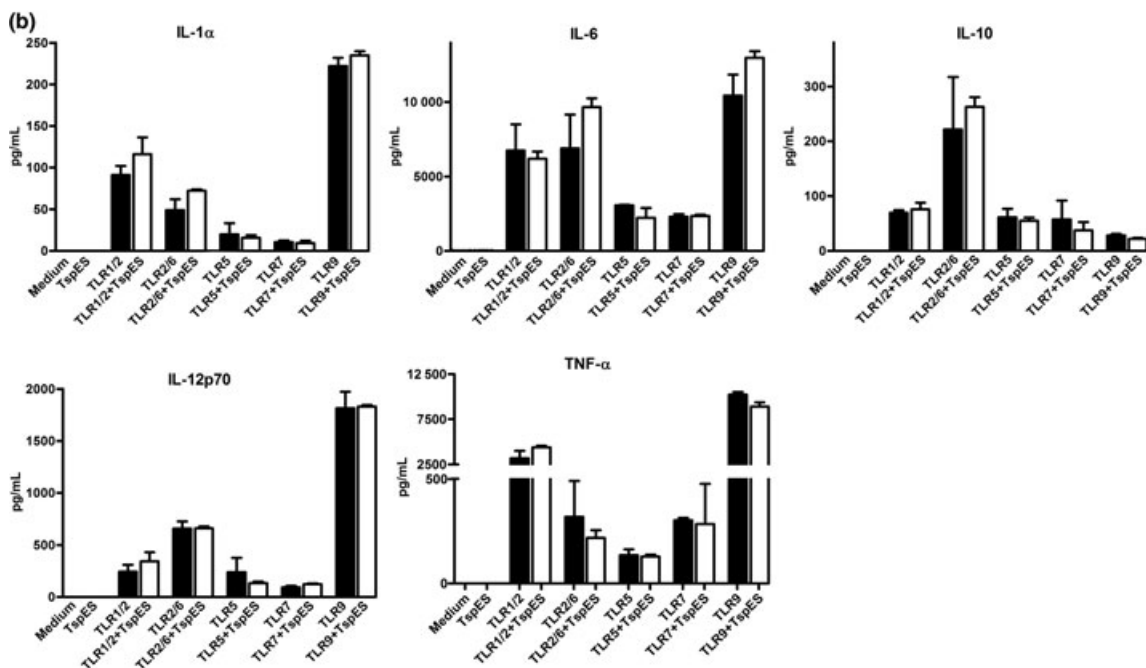 (b)
IL-1α
250
200
150
100
50
0
pg/mL
Medium
TspES
TLR1/2
TLR1/2+TspES
TLR2/6
TLR2/6+TspES
TLR5
TLR5+TspES
TLR7
TLR7+TspES
TLR9
TLR9+TspES
IL-6
10 000
5000
0
pg/mL
Medium
TspES
TLR1/2
TLR1/2+TspES
TLR2/6
TLR2/6+TspES
TLR5
TLR5+TspES
TLR7
TLR7+TspES
TLR9
TLR9+TspES
IL-10
300
200
100
0
pg/mL
Medium
TspES
TLR1/2
TLR1/2+TspES
TLR2/6
TLR2/6+TspES
TLR5
TLR5+TspES
TLR7
TLR7+TspES
TLR9
TLR9+TspES
IL-12p70
2000
1500
1000
500
0
pg/mL
Medium
TspES
TLR1/2
TLR1/2+TspES
TLR2/6
TLR2/6+TspES
TLR5
TLR5+TspES
TLR7
TLR7+TspES
TLR9
TLR9+TspES
TNF-α
12 500
7500
2500
500
0
pg/mL
Medium
TspES
TLR1/2
TLR1/2+TspES
TLR2/6
TLR2/6+TspES
TLR5
TLR5+TspES
TLR7
TLR7+TspES
TLR9
TLR9+TspES